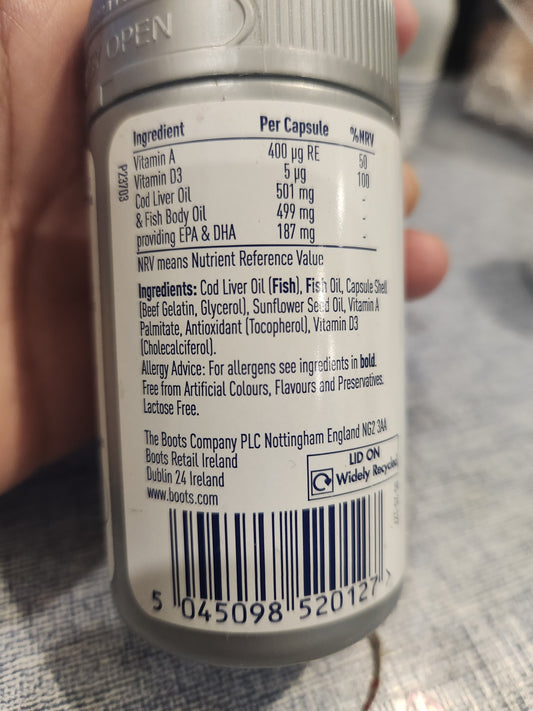 OPEN
Ingredient Per Capsule %NRV
Vitamin A 400 µg RE 50
Vitamin D3 5 µg 100
Cod Liver Oil 501 mg -
& Fish Body Oil 499 mg -
providing EPA & DHA 187 mg -
NRV means Nutrient Reference Value
Ingredients: Cod Liver Oil (Fish), Fish Oil, Capsule Shell
(Beef Gelatin, Glycerol), Sunflower Seed Oil, Vitamin A
Palmitate, Antioxidant (Tocopherol), Vitamin D3
(Cholecalciferol).
Allergy Advice: For allergens see ingredients in bold.
Free from Artificial Colours, Flavours and Preservatives.
Lactose Free.
The Boots Company PLC Nottingham England NG2 3AA
Boots Retail Ireland
Dublin 24 Ireland
www.boots.com
LID ON
Widely Recycled
5 045098 520127 >
P23703